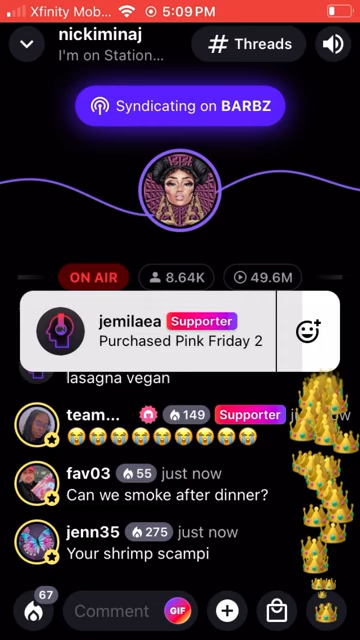 Xfinity Mob... 5:09 PM
nickiminaj
I'm on Station...
# Threads
Syndicating on BARBZ
ON AIR 8.64K 49.6M
jemilaea Supporter
Purchased Pink Friday 2
lasagna vegan
team... 149 Supporter
😭😭😭😭😭😭😭😭😭
fav03 55 just now
Can we smoke after dinner?
jenn35 275 just now
Your shrimp scampi
67
Comment GIF